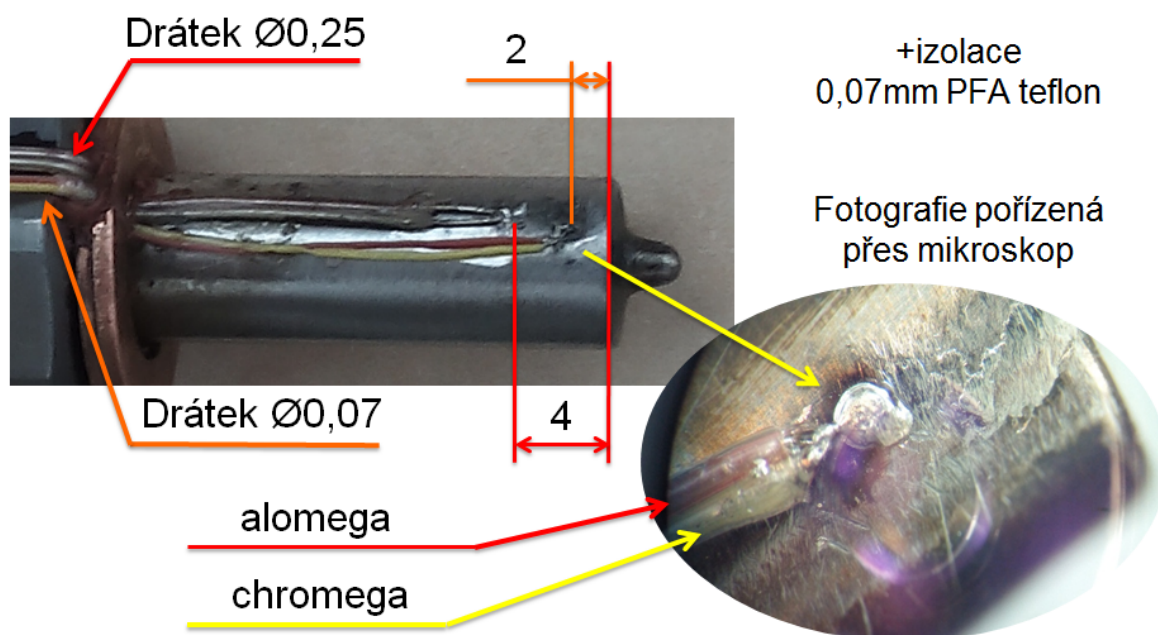 Drátek Ø0,25
2
+izolace
0,07mm PFA teflon
Fotografie pořízená
přes mikroskop
Drátek Ø0,07
4
alomega
chromega